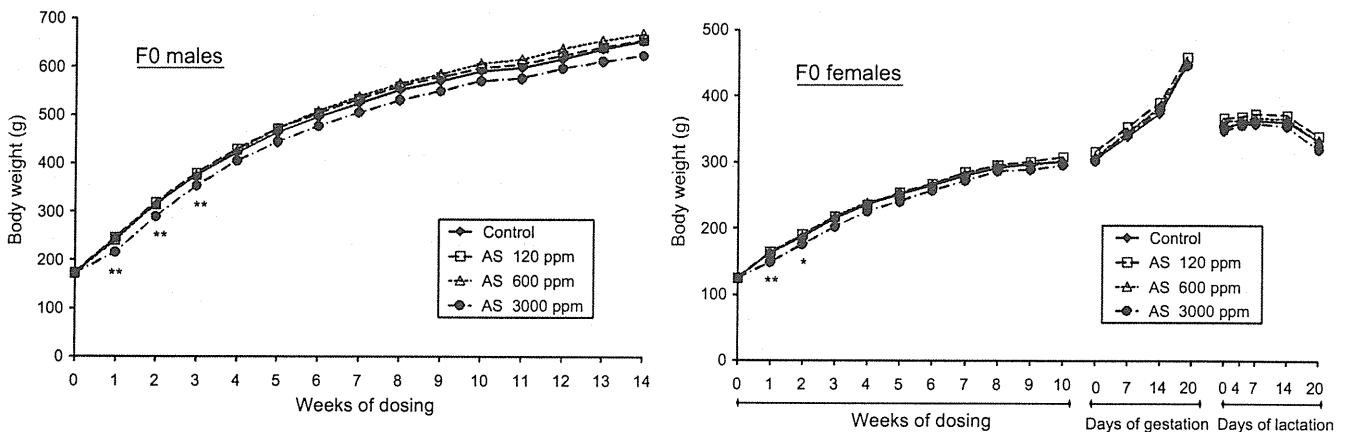 F0 males
Body weight (g)
700
600
500
400
300
200
100
0
**
**
**
Control
AS 120 ppm
AS 600 ppm
AS 3000 ppm
0 1 2 3 4 5 6 7 8 9 10 11 12 13 14
Weeks of dosing
F0 females
Body weight (g)
500
400
300
200
100
0
**
*
Control
AS 120 ppm
AS 600 ppm
AS 3000 ppm
0 1 2 3 4 5 6 7 8 9 10 0 7 14 20 0 4 7 14 20
Weeks of dosing Days of gestation Days of lactation